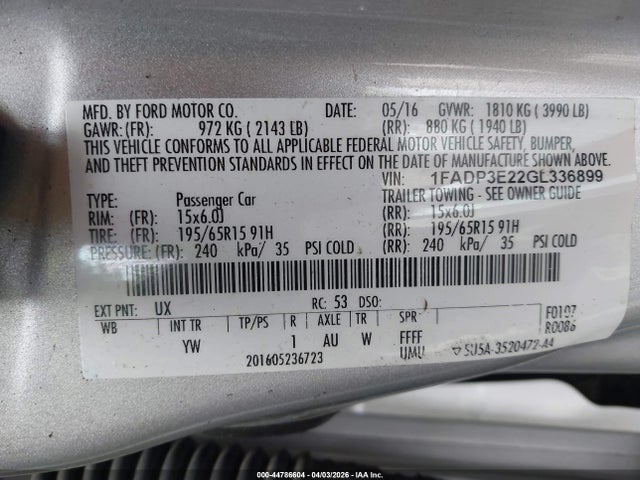 MFD. BY FORD MOTOR CO. DATE: 05/16 GVWR: 1810 KG ( 3990 LB)
GAWR:(FR): 972 KG ( 2143 LB) (RR): 880 KG ( 1940 LB)
THIS VEHICLE CONFORMS TO ALL APPLICABLE FEDERAL MOTOR VEHICLE SAFETY, BUMPER,
AND THEFT PREVENTION STANDARDS IN EFFECT ON THE DATE OF MANUFACTURE SHOWN ABOVE.
VIN: 1FADP3E22GL336899
TYPE: Passenger Car TRAILER TOWING - SEE OWNER GUIDE
RIM: (FR): 15x6.0J (RR): 15x6.0J
TIRE: (FR): 195/65R15 91H (RR): 195/65R15 91H
PRESSURE: (FR): 240 kPa/ 35 PSI COLD (RR): 240 kPa/ 35 PSI COLD
EXT PNT: UX RC: 53 DSO:
WB INT TR TP/PS R AXLE TR SPR F0107
YW 1 AU W FFFF R0086
201605236723 UMU SU5A-3520472-AA
000-44786604 - 04/03/2026 - IAA Inc.